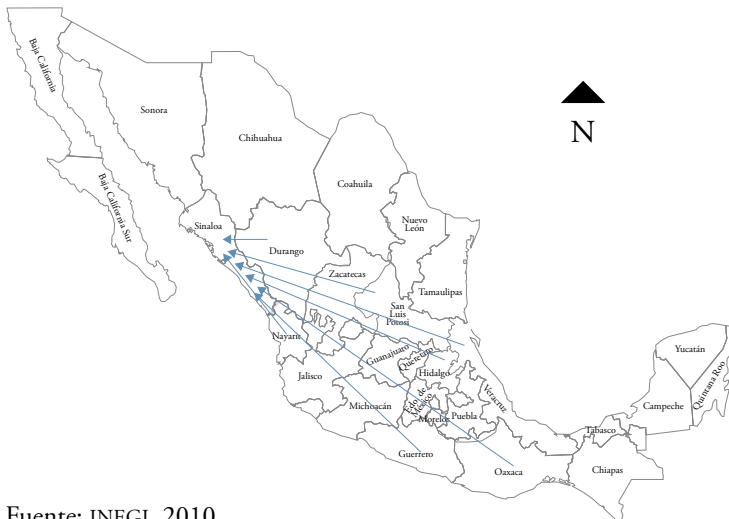 Baja California
Sonora
Chihuahua
N
Coahuila
Baja California Sur
Sinaloa
Nuevo
León
Durango
Zacatecas
Tamaulipas
San
Luis
Potosí
Nayarit
Guanajuaro
Querétaro
Hidalgo
Jalisco
Michoacán
Edo. de
México
Morelos
Puebla
Veracruz
Yucatán
Quintana Roo
Campeche
Tabasco
Guerrero
Oaxaca
Chiapas
Fuente: INEGI, 2010.